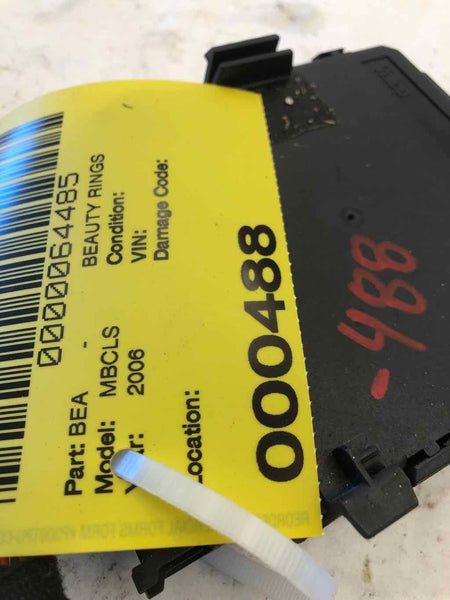 0000064485
Part: BEA - BEAUTY RINGS
Model: MBCLS Condition:
2006 VIN:
Location: Damage Code:
000488
-488